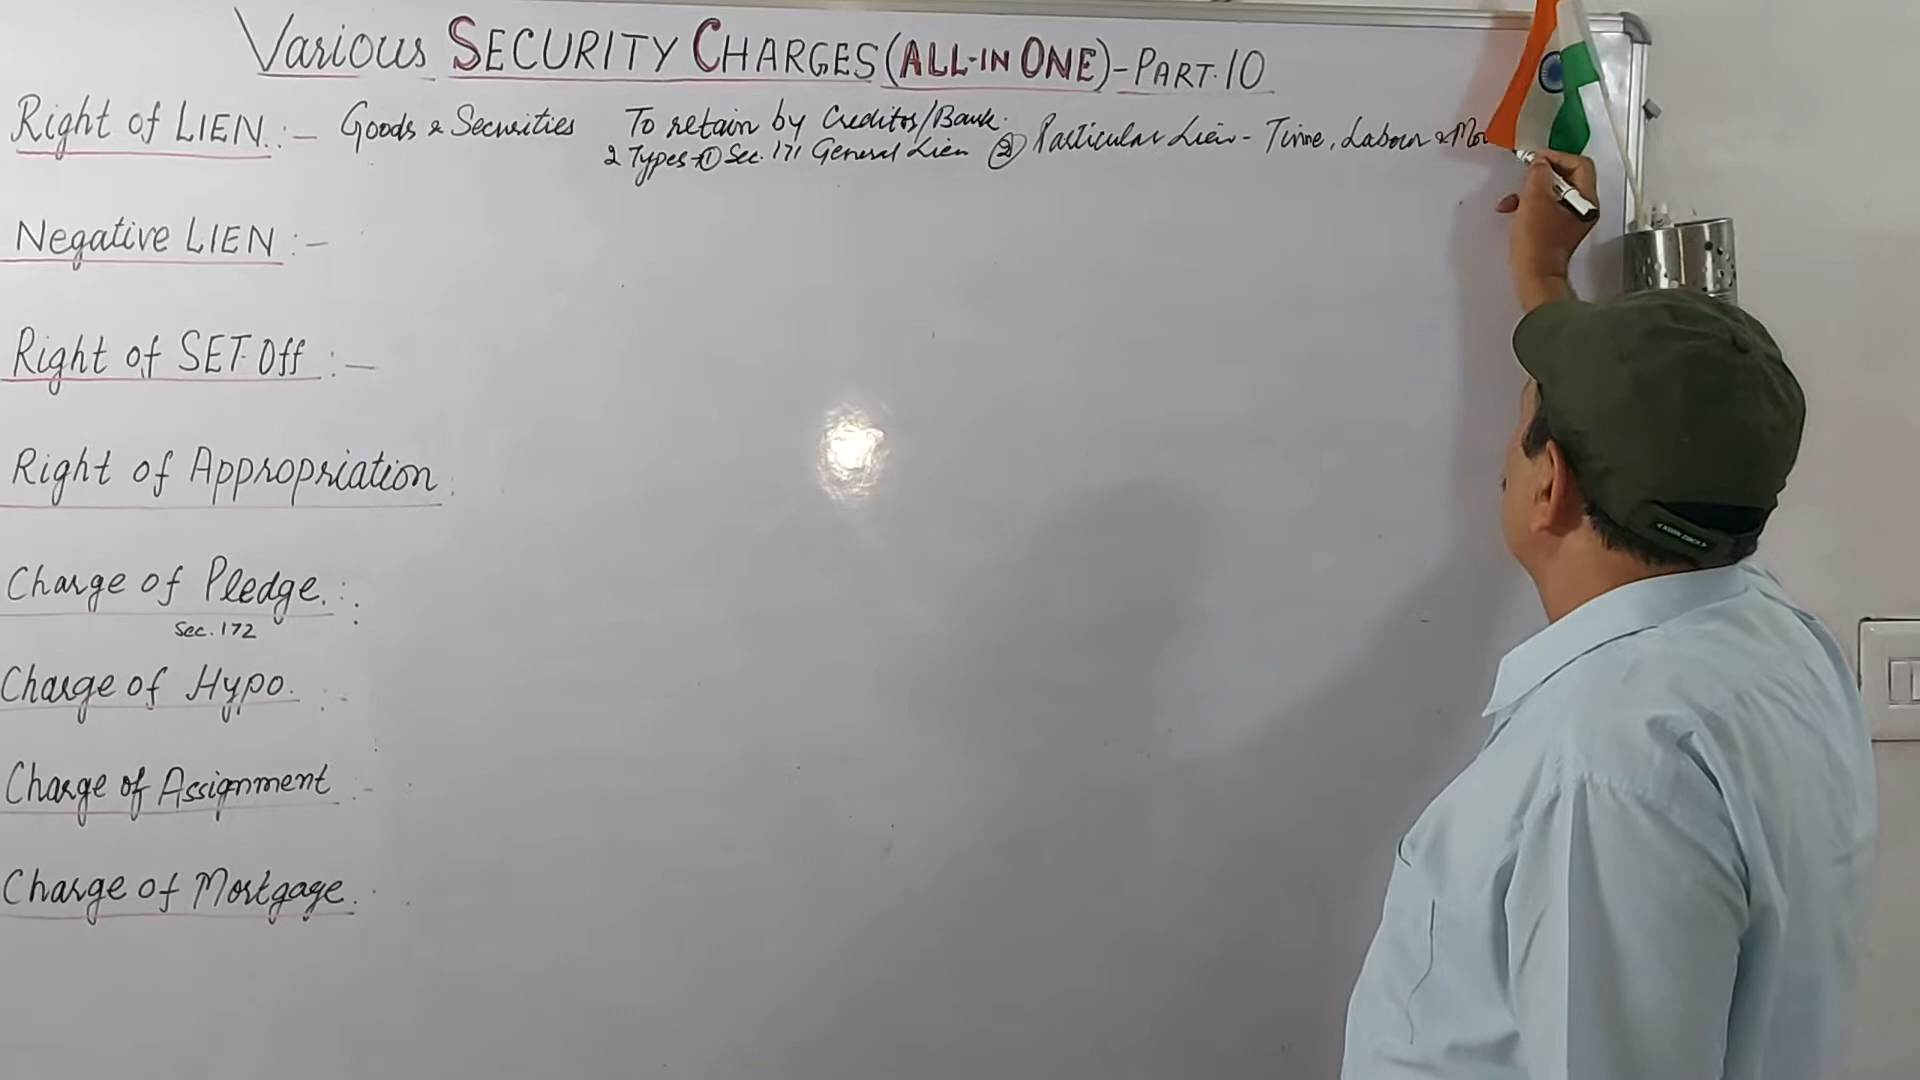 Various SECURITY CHARGES (ALL-IN ONE) - PART. 10
Right of LIEN :- Goods & Securities To retain by Creditos/Bank.
2 Types → ① Sec. 171 General Lien ② Particular Lien - Time, Labour &
Negative LIEN :-
Right of SET Off :-
Right of Appropriation :
Charge of Pledge. :
Sec. 172
Charge of Hypo. :-
Charge of Assignment :-
Charge of Mortgage.